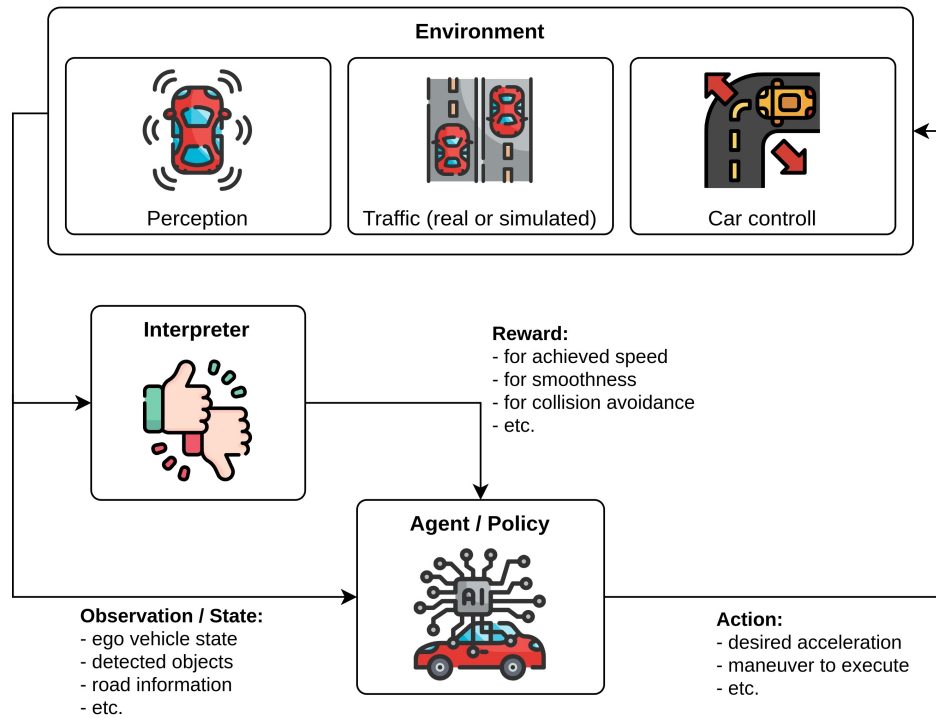 Environment
Perception
Traffic (real or simulated)
Car controll
Interpreter
Reward:
- for achieved speed
- for smoothness
- for collision avoidance
- etc.
Agent / Policy
AI
Observation / State:
- ego vehicle state
- detected objects
- road information
- etc.
Action:
- desired acceleration
- maneuver to execute
- etc.